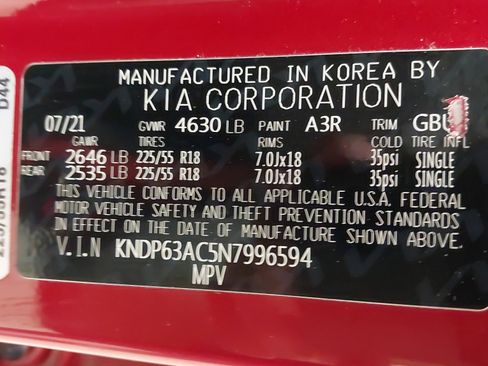 MANUFACTURED IN KOREA BY
KIA CORPORATION
07/21 GVWR 4630 LB PAINT A3R TRIM GBU
GAWR TIRES RIMS COLD TIRE INFL
FRONT 2646 LB 225/55 R18 7.0Jx18 35psi SINGLE
REAR 2535 LB 225/55 R18 7.0Jx18 35psi SINGLE
THIS VEHICLE CONFORMS TO ALL APPLICABLE U.S.A. FEDERAL
MOTOR VEHICLE SAFETY AND THEFT PREVENTION STANDARDS
IN EFFECT ON THE DATE OF MANUFACTURE SHOWN ABOVE.
V.I.N KNDP63AC5N7996594
MPV
D44